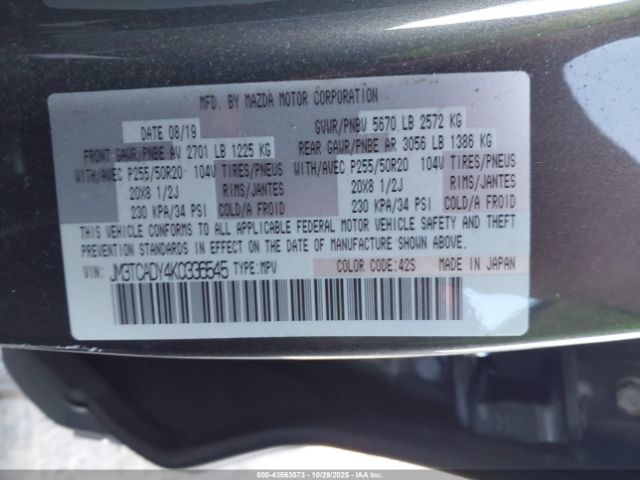 MFD. BY MAZDA MOTOR CORPORATION
DATE 08/19 GVWR/PNBV 5670 LB 2572 KG
FRONT GAWR/PNBE AV 2701 LB 1225 KG REAR GAWR/PNBE AR 3056 LB 1386 KG
WITH/AVEC P255/50R20 104V TIRES/PNEUS WITH/AVEC P255/50R20 104V TIRES/PNEUS
20X8 1/2J RIMS/JANTES 20X8 1/2J RIMS/JANTES
230 KPA/34 PSI COLD/A FROID 230 KPA/34 PSI COLD/A FROID
THIS VEHICLE CONFORMS TO ALL APPLICABLE FEDERAL MOTOR VEHICLE SAFETY AND THEFT
PREVENTION STANDARDS IN EFFECT ON THE DATE OF MANUFACTURE SHOWN ABOVE.
VIN: JM3TCADY4K0336545 TYPE:MPV COLOR CODE:42S MADE IN JAPAN
000-43563573 - 10/29/2025 - www.iaai.com